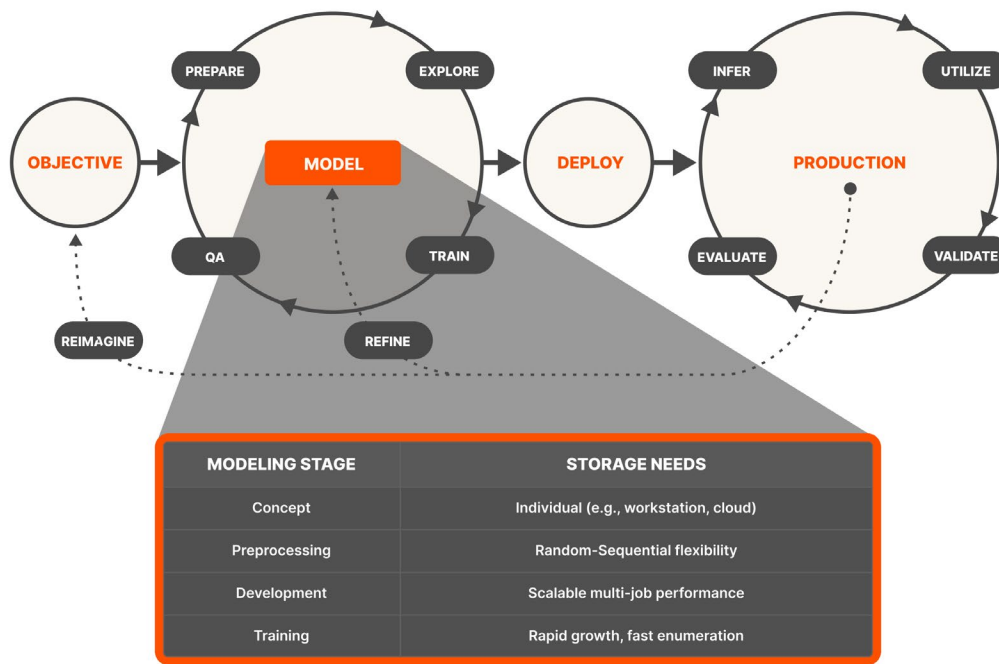 PREPARE
EXPLORE
INFER
UTILIZE
OBJECTIVE
MODEL
DEPLOY
PRODUCTION
QA
TRAIN
EVALUATE
VALIDATE
REIMAGINE
REFINE
MODELING STAGE
STORAGE NEEDS
Concept
Individual (e.g., workstation, cloud)
Preprocessing
Random-Sequential flexibility
Development
Scalable multi-job performance
Training
Rapid growth, fast enumeration